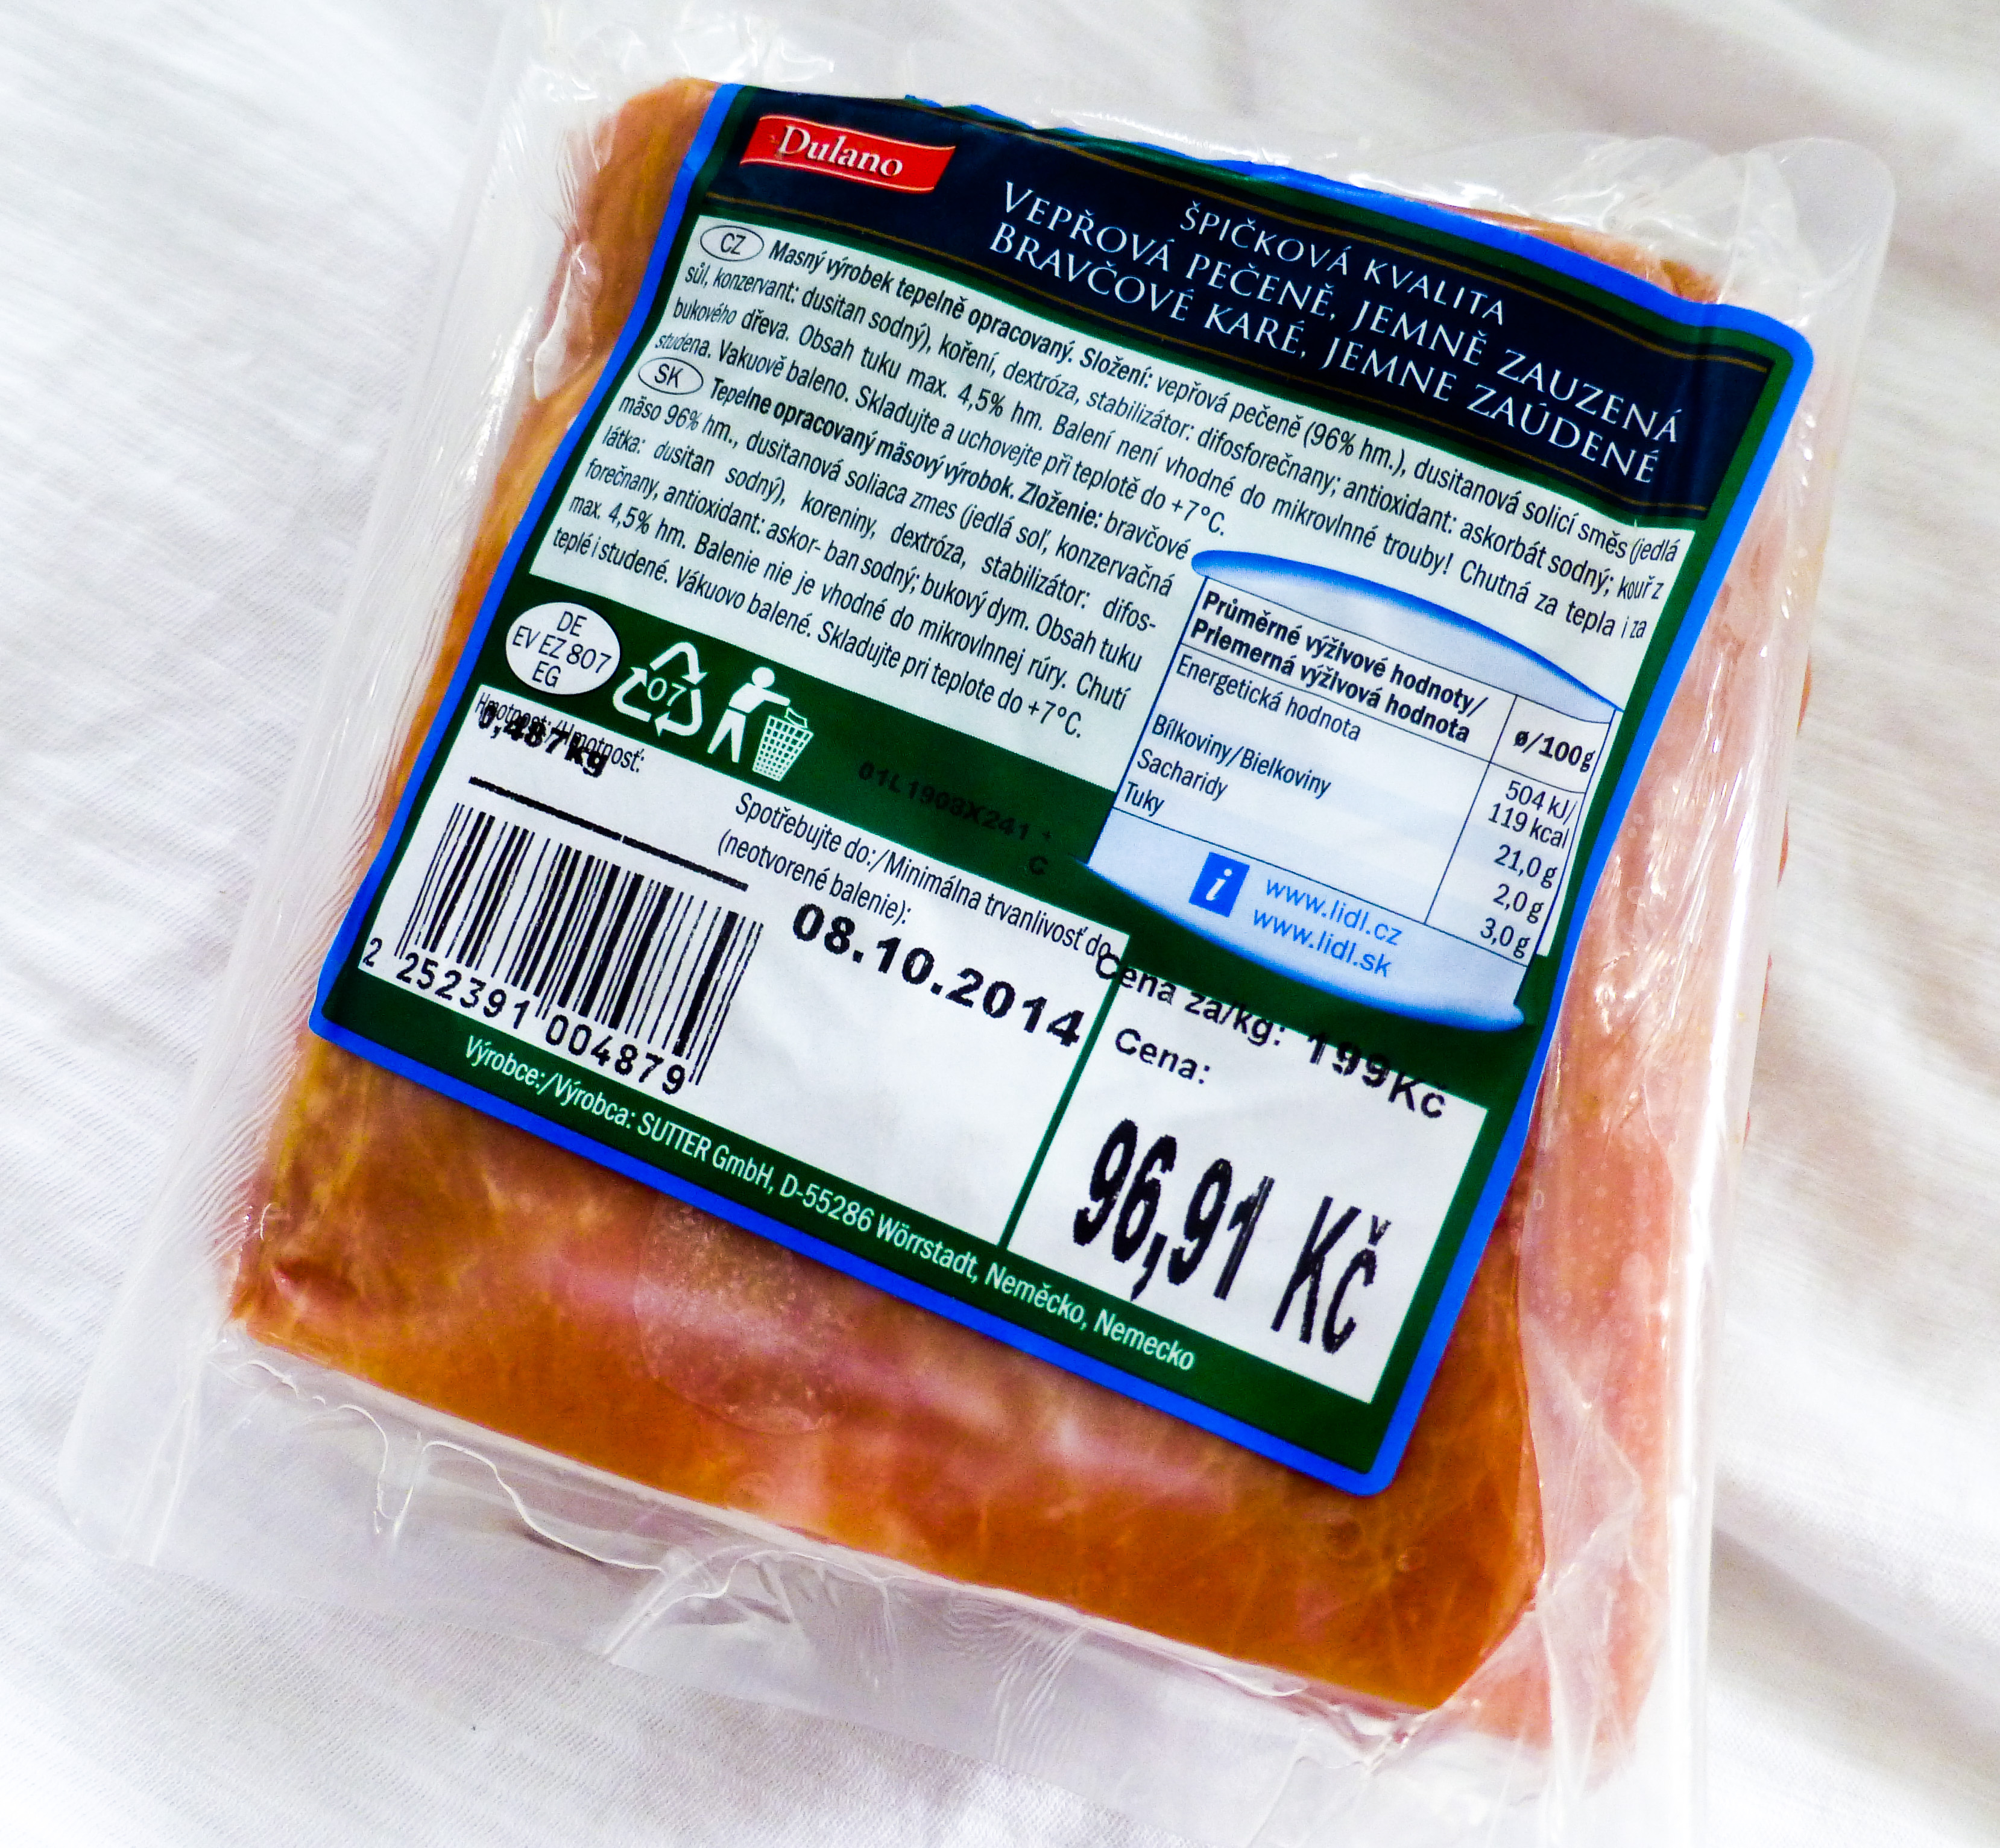 Dulano
ŠPIČKOVÁ KVALITA
VEPŘOVÁ PEČENĚ, JEMNĚ ZAUZENÁ
BRAVČOVÉ KARÉ, JEMNE ZAÚDENÉ
CZ Masný výrobek tepelně opracovaný. Složení: vepřová pečeně (96% hm.), dusitanová solicí směs (jedlá
sůl, konzervant: dusitan sodný), koření, dextróza, stabilizátor: difosforečnany; antioxidant: askorbát sodný; kouř z
bukového dřeva. Obsah tuku max. 4,5% hm. Balení není vhodné do mikrovlnné trouby! Chutná za tepla i za
studena. Vakuově baleno. Skladujte a uchovejte při teplotě do +7°C.
SK Tepelne opracovaný mäsový výrobok. Zloženie: bravčové
mäso 96% hm., dusitanová soliaca zmes (jedlá soľ, konzervačná
látka: dusitan sodný), koreniny, dextróza, stabilizátor: difos-
forečnany, antioxidant: askor- ban sodný; bukový dym. Obsah tuku
max. 4,5% hm. Balenie nie je vhodné do mikrovlnnej rúry. Chutí
teplé i studené. Vákuovo balené. Skladujte pri teplote do +7°C.
Průměrné výživové hodnoty/
Priemerná výživová hodnota
ø/100g
Energetická hodnota 504 kJ/
119 kcal
Bílkoviny/Bielkoviny 21,0 g
Sacharidy 2,0 g
Tuky 3,0 g
i www.lidl.cz
www.lidl.sk
DE
EV EZ 807
EG
07
01L1908X241 +
C
Hmotnost:/Hmotnosť:
0,487kg
Spotřebujte do:/Minimálna trvanlivosť do
(neotvorené balenie):
08.10.2014
2 252391 004879
Cena za/kg: 199Kč
Cena:
96,91 Kč
Výrobce:/Výrobca: SUTTER GmbH, D-55286 Wörrstadt, Německo, Nemecko